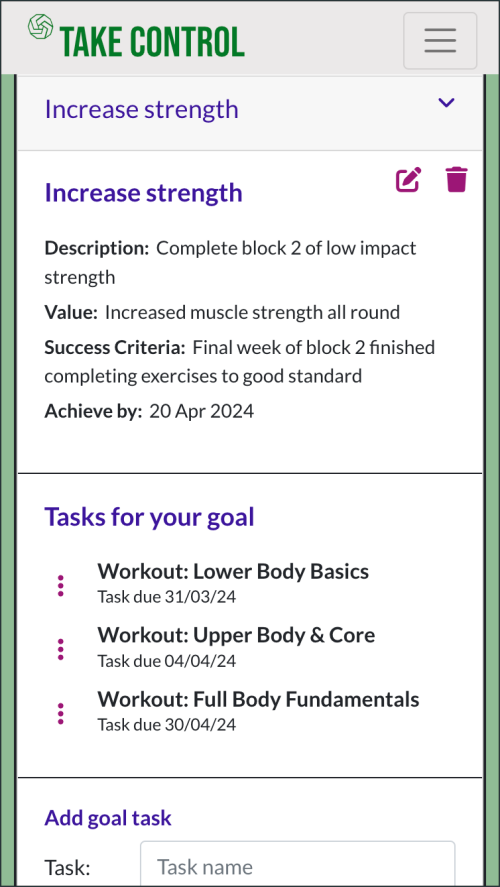 TAKE CONTROL
Increase strength
Increase strength
Description: Complete block 2 of low impact
strength
Value: Increased muscle strength all round
Success Criteria: Final week of block 2 finished
completing exercises to good standard
Achieve by: 20 Apr 2024
Tasks for your goal
Workout: Lower Body Basics
Task due 31/03/24
Workout: Upper Body & Core
Task due 04/04/24
Workout: Full Body Fundamentals
Task due 30/04/24
Add goal task
Task: Task name